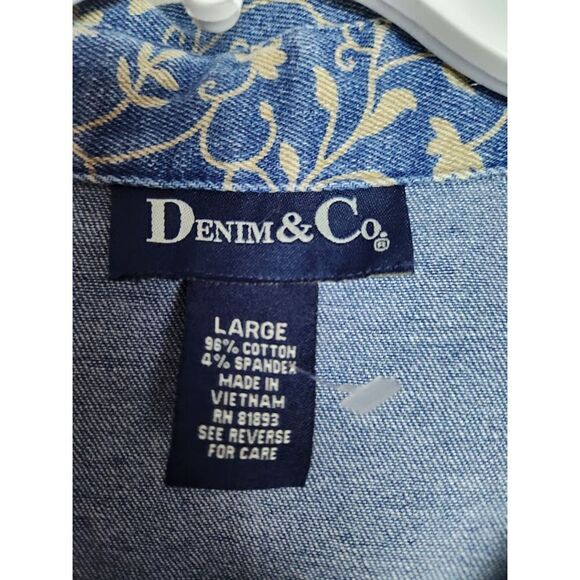 DENIM & CO.®
LARGE
96% COTTON
4% SPANDEX
MADE IN
VIETNAM
RN 81893
SEE REVERSE
FOR CARE